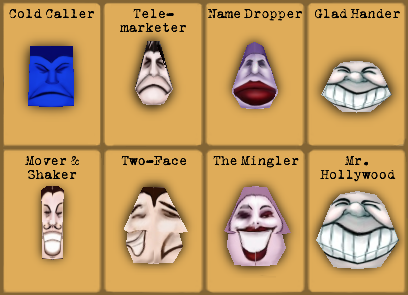 Cold Caller
Tele-
marketer
Name Dropper
Glad Hander
Mover &
Shaker
Two-Face
The Mingler
Mr.
Hollywood